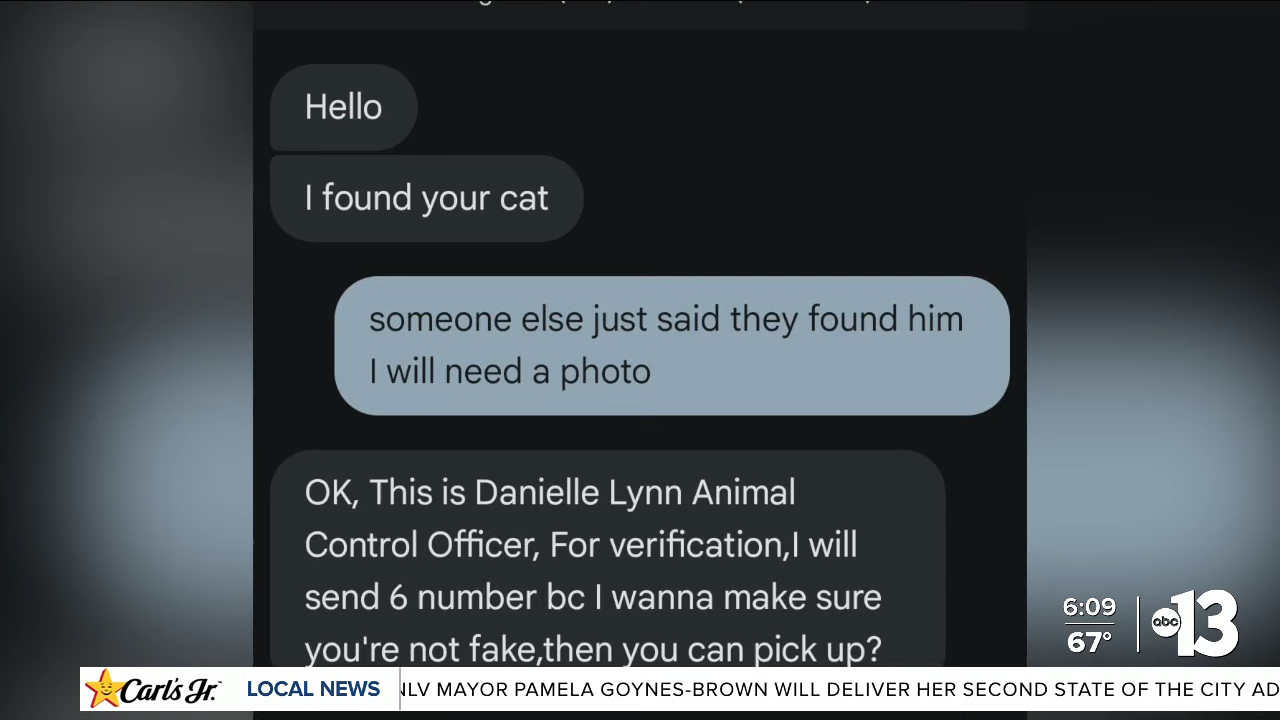 Hello
I found your cat
someone else just said they found him
I will need a photo
OK, This is Danielle Lynn Animal
Control Officer, For verification,I will
send 6 number bc I wanna make sure
you're not fake,then you can pick up?
6:09
67°
abc 13
Carl's Jr.
LOCAL NEWS
NLV MAYOR PAMELA GOYNES-BROWN WILL DELIVER HER SECOND STATE OF THE CITY AD